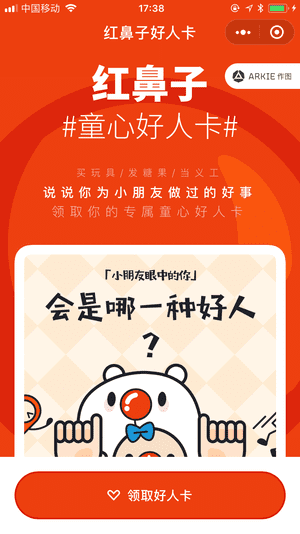 中国移动
17:38
红鼻子好人卡
红鼻子
ARKIE 作图
#童心好人卡#
买玩具/发糖果/当义工
说说你为小朋友做过的好事
领取你的专属童心好人卡
「小朋友眼中的你」
会是哪一种好人
?
领取好人卡